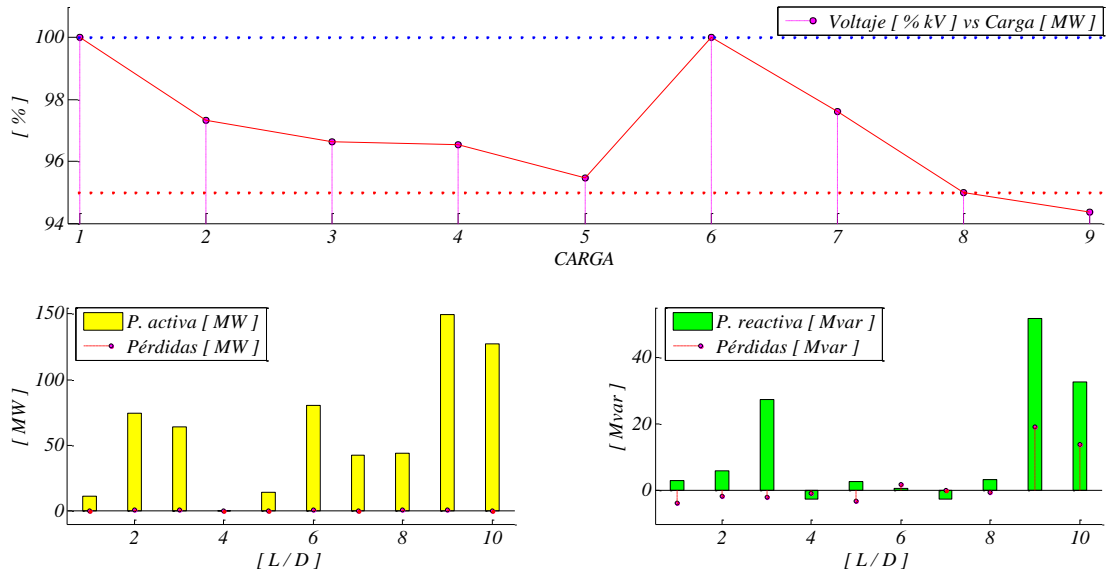 Voltaje [ % kV ] vs Carga [ MW ]
100
98
96
94
[ % ]
1 2 3 4 5 6 7 8 9
CARGA
P. activa [ MW ]
Pérdidas [ MW ]
150
100
50
0
[ MW ]
2 4 6 8 10
[ L / D ]
P. reactiva [ Mvar ]
Pérdidas [ Mvar ]
40
20
0
[ Mvar ]
2 4 6 8 10
[ L / D ]